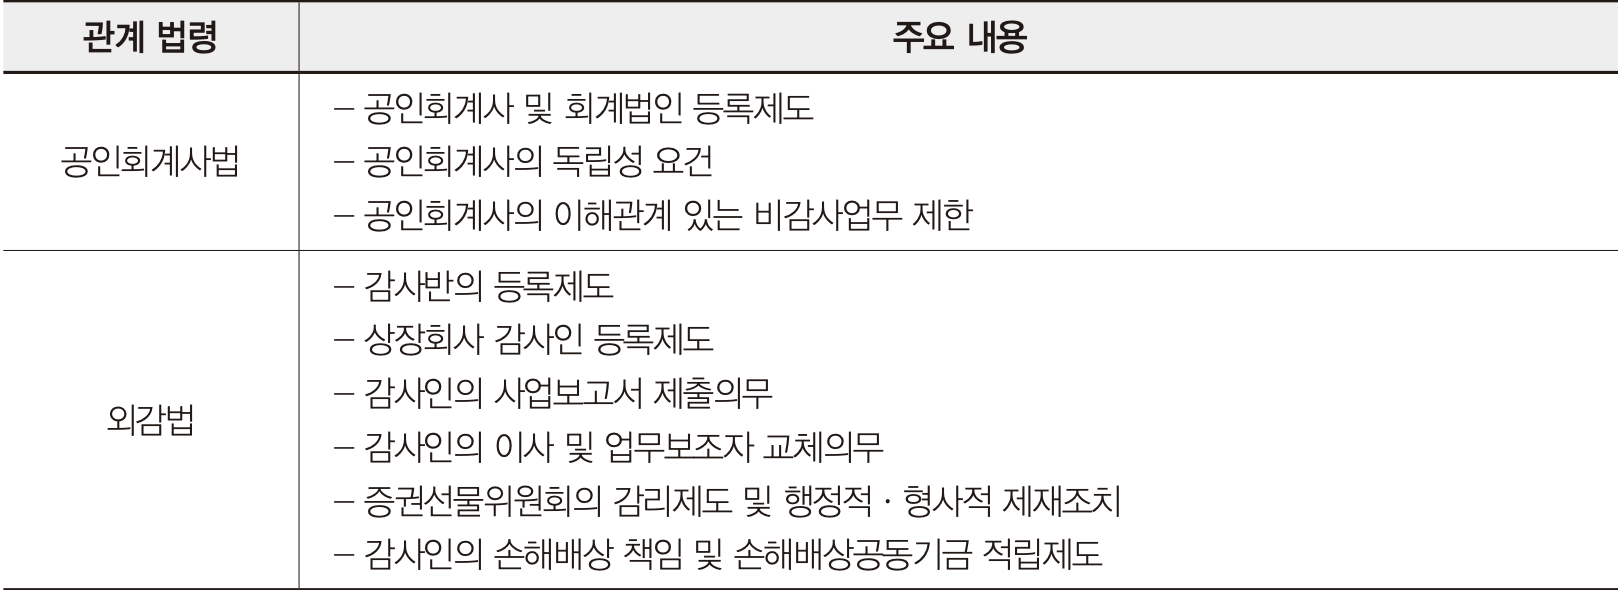 관계 법령
주요 내용
공인회계사법
– 공인회계사 및 회계법인 등록제도
– 공인회계사의 독립성 요건
– 공인회계사의 이해관계 있는 비감사업무 제한
외감법
– 감사반의 등록제도
– 상장회사 감사인 등록제도
– 감사인의 사업보고서 제출의무
– 감사인의 이사 및 업무보조자 교체의무
– 증권선물위원회의 감리제도 및 행정적 · 형사적 제재조치
– 감사인의 손해배상 책임 및 손해배상공동기금 적립제도